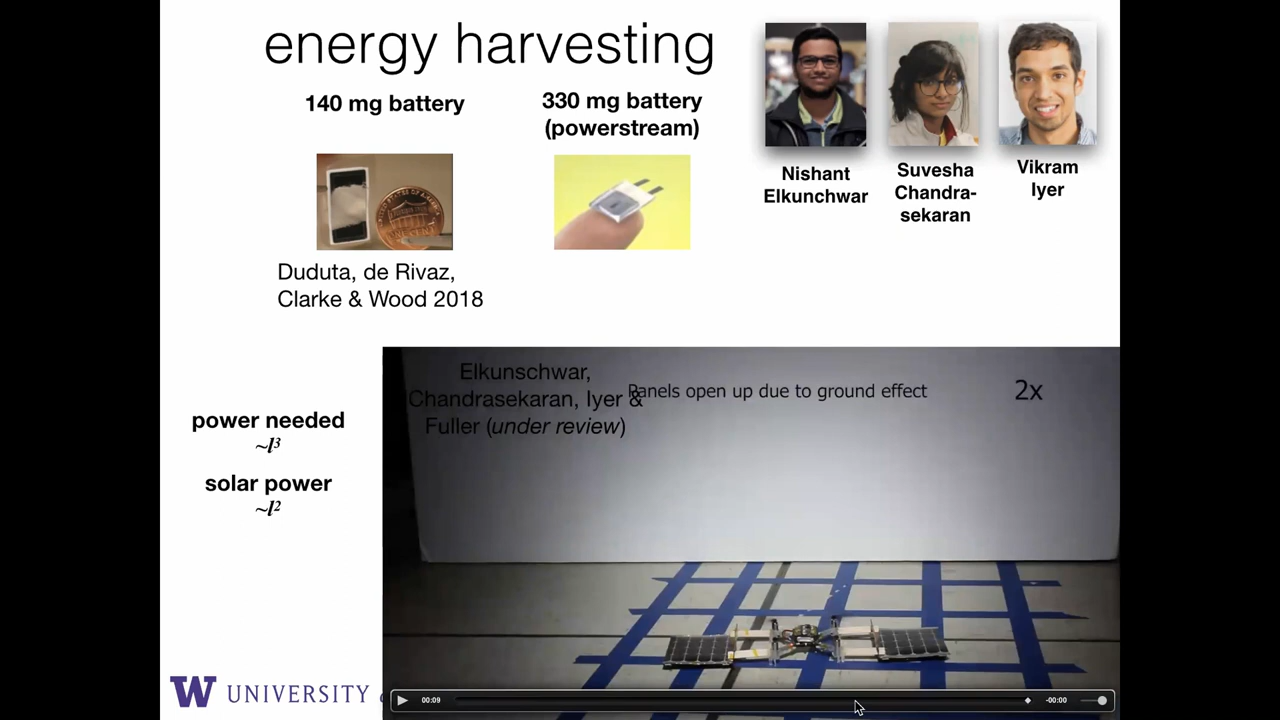 energy harvesting
140 mg battery
330 mg battery
(powerstream)
Nishant
Elkunchwar
Suvesha
Chandra-
sekaran
Vikram
Iyer
Duduta, de Rivaz,
Clarke & Wood 2018
Elkunschwar,
Chandrasekaran, Iyer &
Fuller (under review)
Panels open up due to ground effect
2x
power needed
~l³
solar power
~l²
W UNIVERSITY
00:09
-00:00